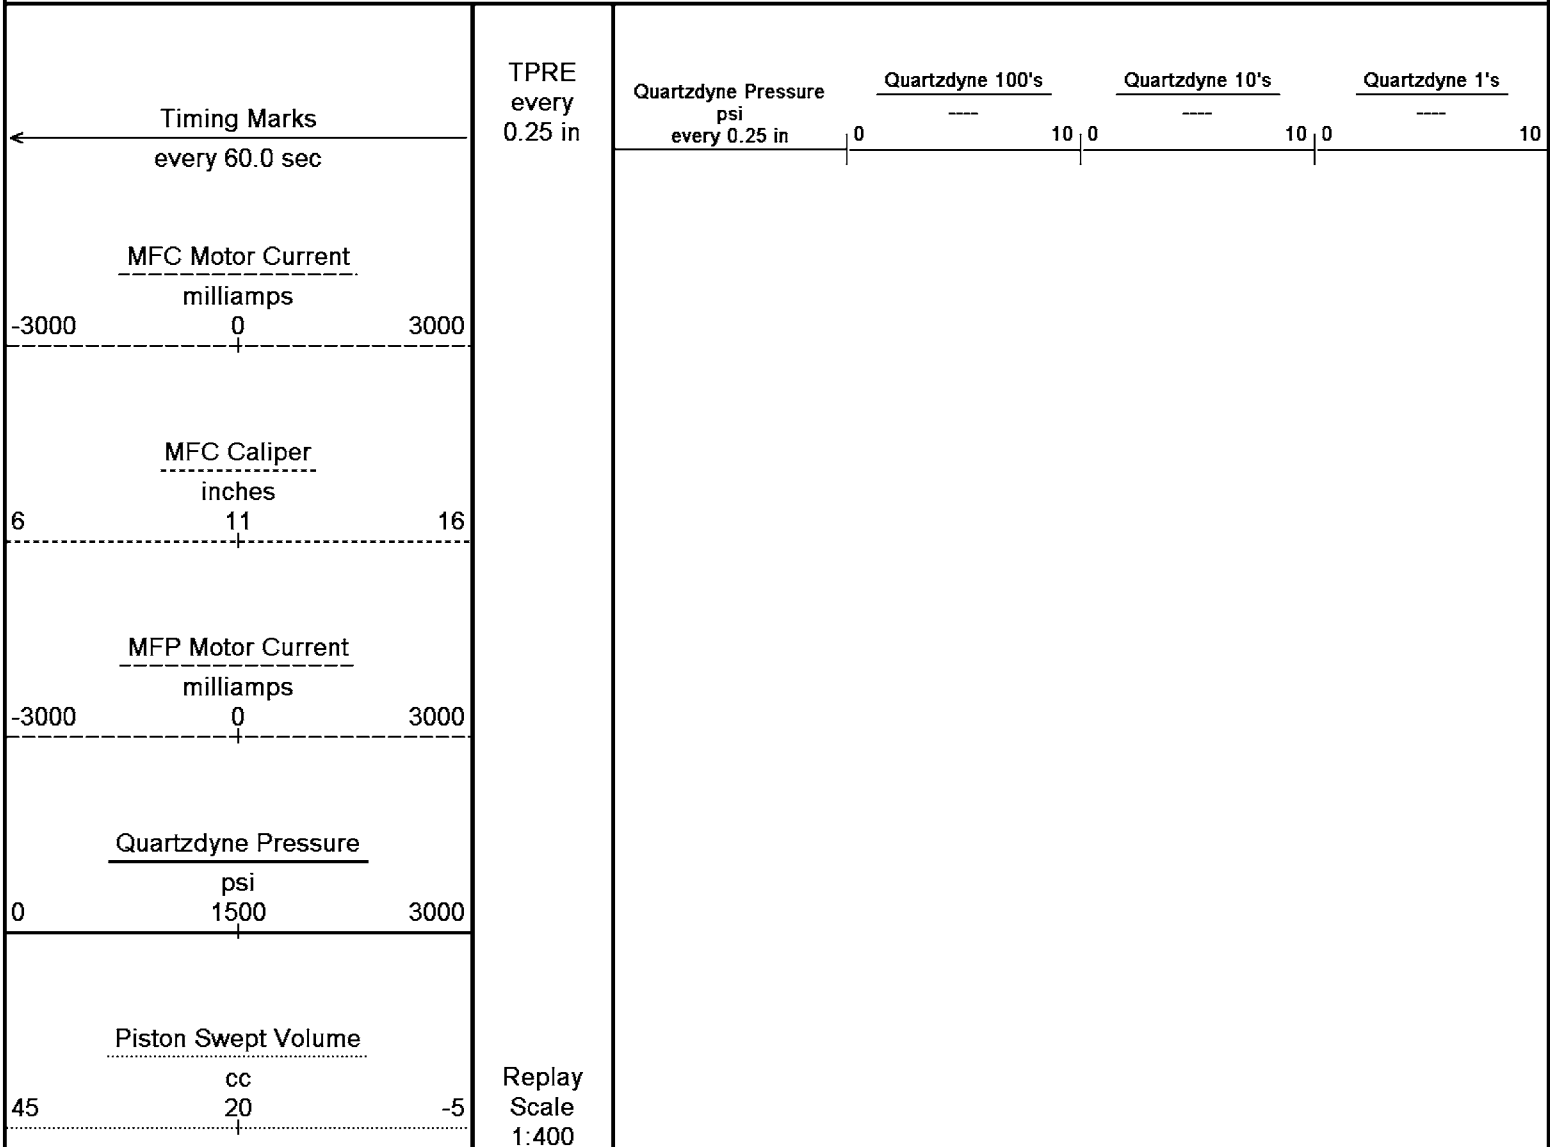 Timing Marks
every 60.0 sec
MFC Motor Current
milliamps
-3000 0 3000
MFC Caliper
inches
6 11 16
MFP Motor Current
milliamps
-3000 0 3000
Quartzdyne Pressure
psi
0 1500 3000
Piston Swept Volume
cc
45 20 -5
TPRE
every
0.25 in
Replay
Scale
1:400
Quartzdyne Pressure
psi
every 0.25 in
Quartzdyne 100's
----
0 10
Quartzdyne 10's
----
0 10
Quartzdyne 1's
----
0 10